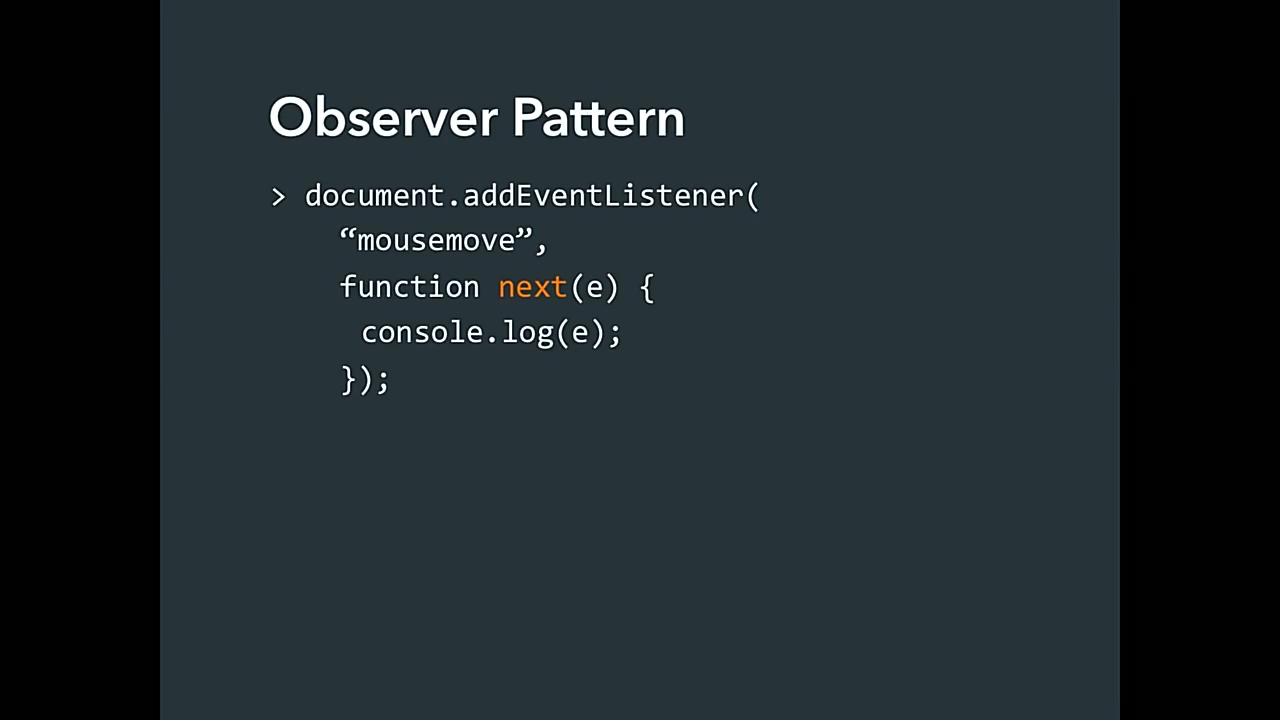 Observer Pattern
> document.addEventListener(
“mousemove”,
function next(e) {
console.log(e);
});